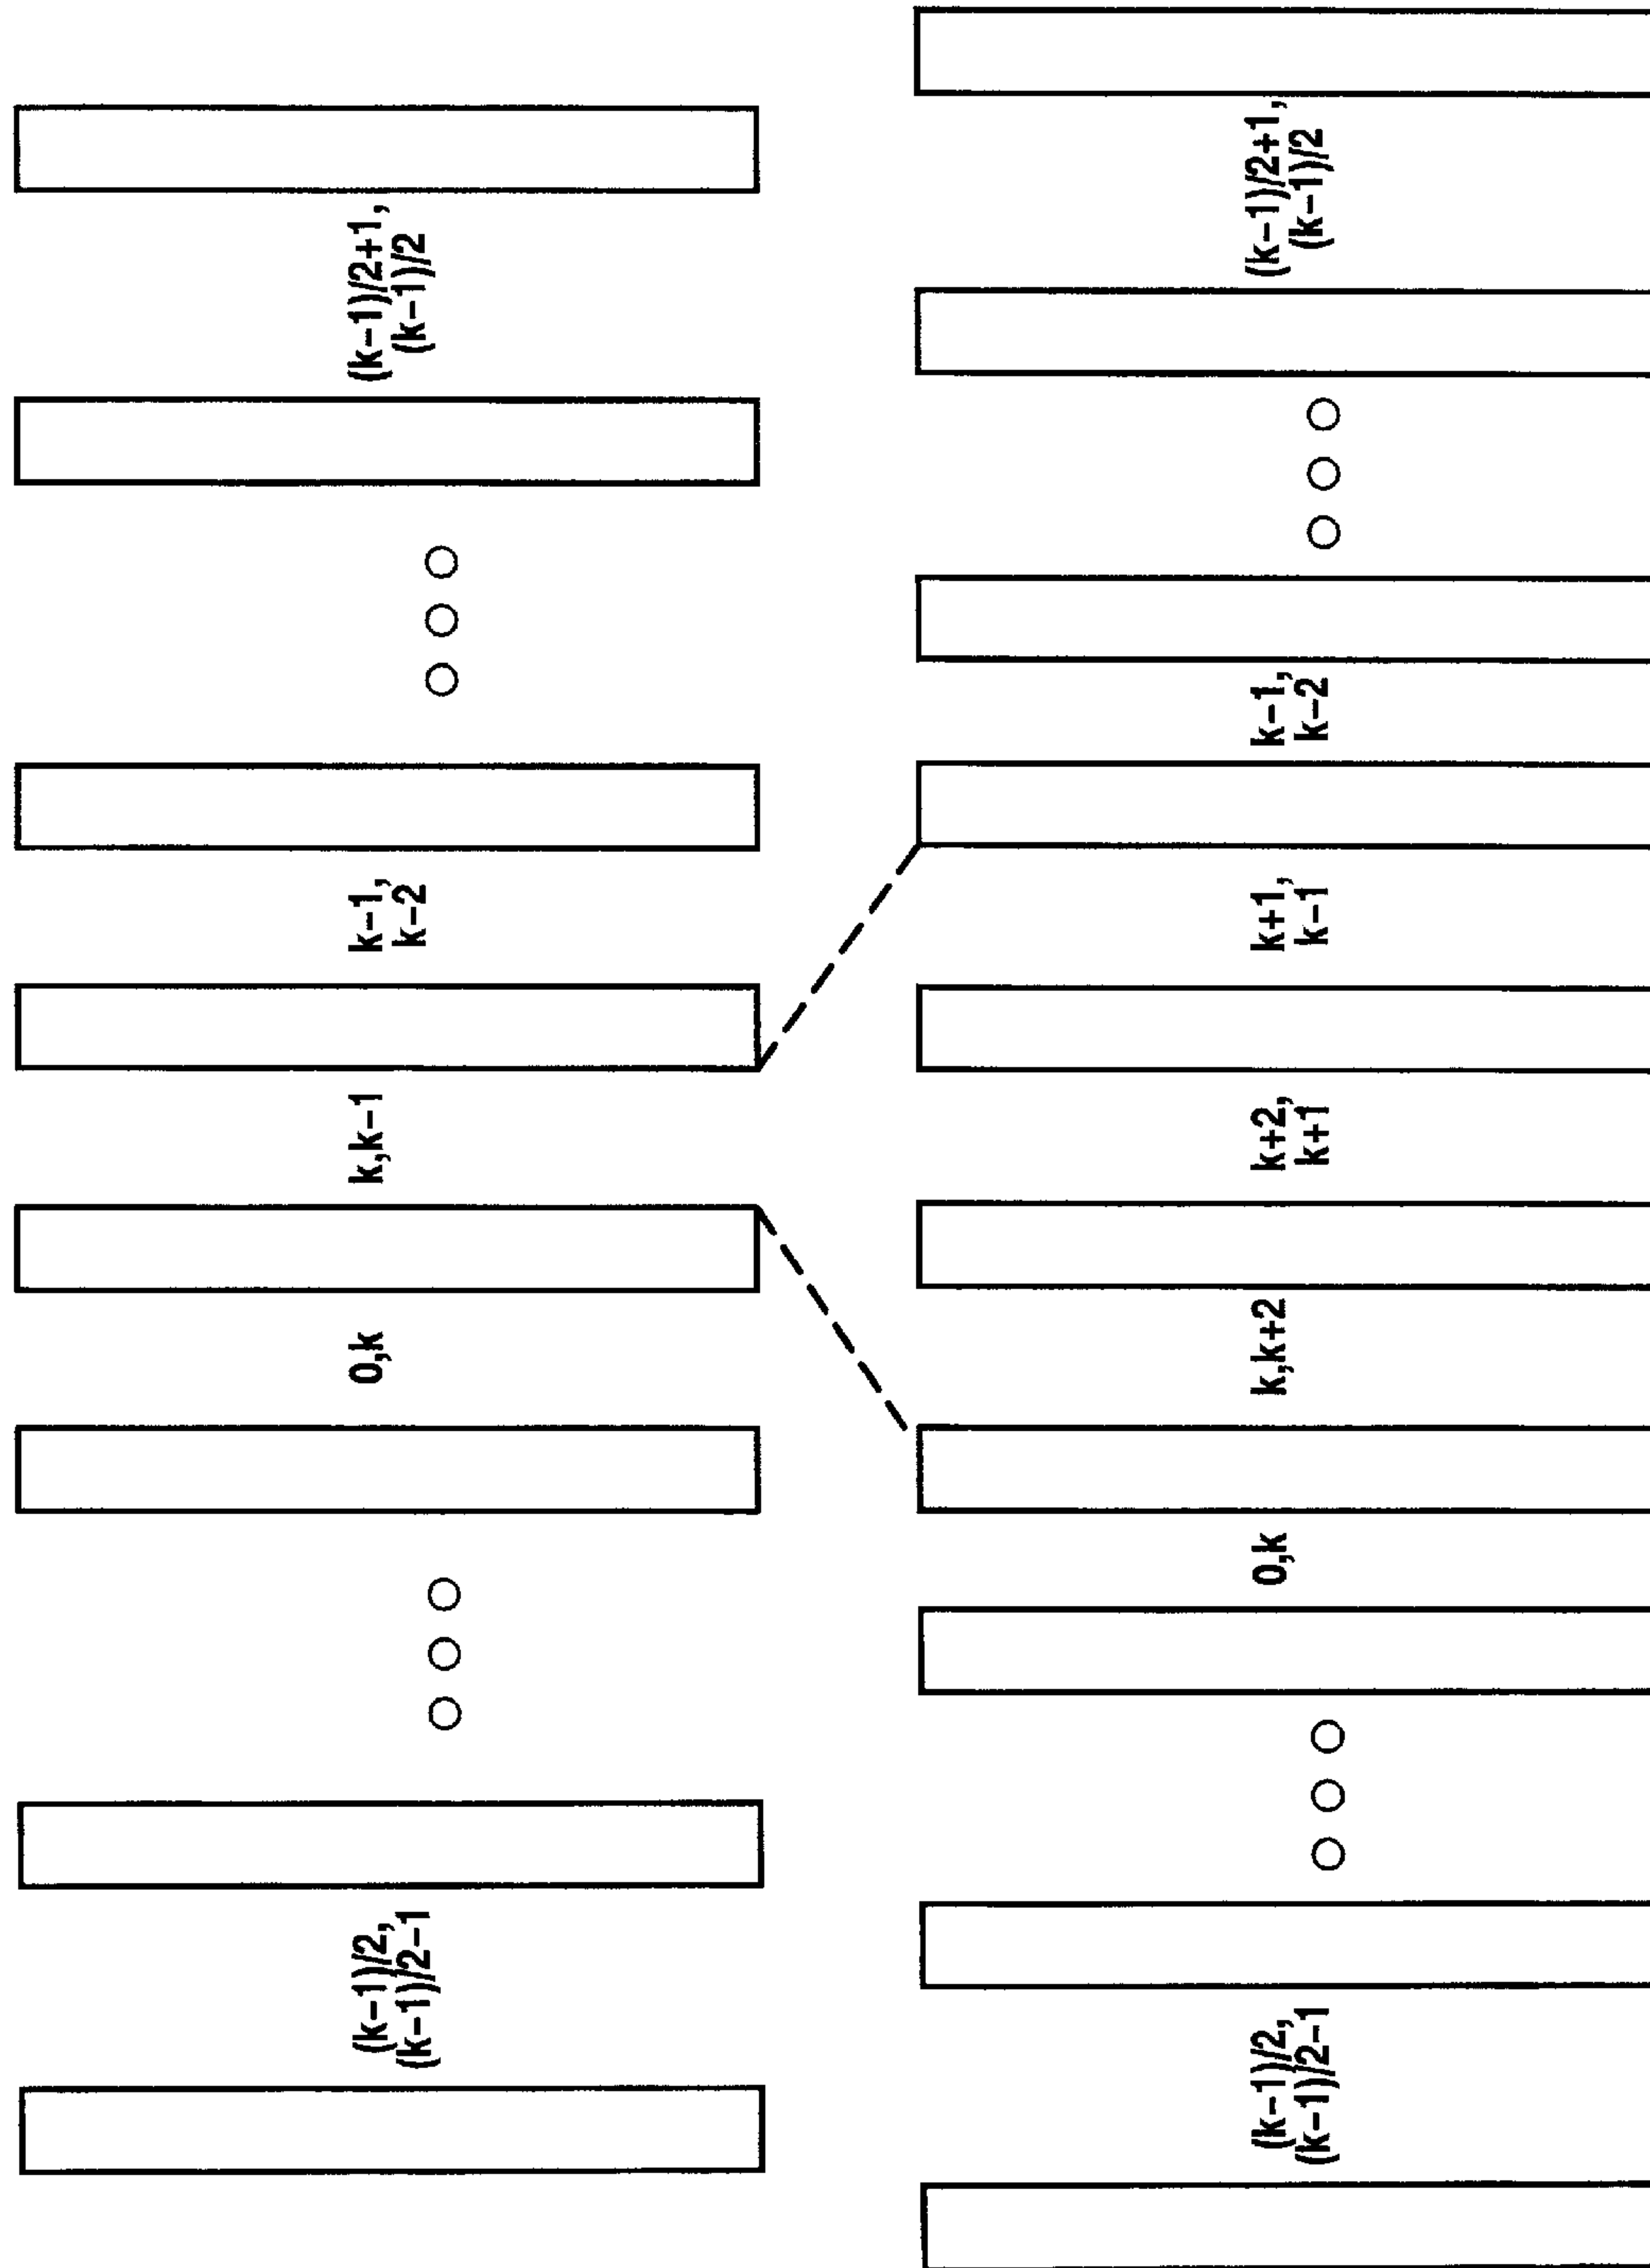 (k-1)/2,
(k-1)/2-1
0,k
k,k-1
k-1,
k-2
(k-1)/2+1,
(k-1)/2
(k-1)/2,
(k-1)/2-1
0,k
k,k+2
k+2,
k+1
k+1,
k-1
k-1,
k-2
(k-1)/2+1,
(k-1)/2